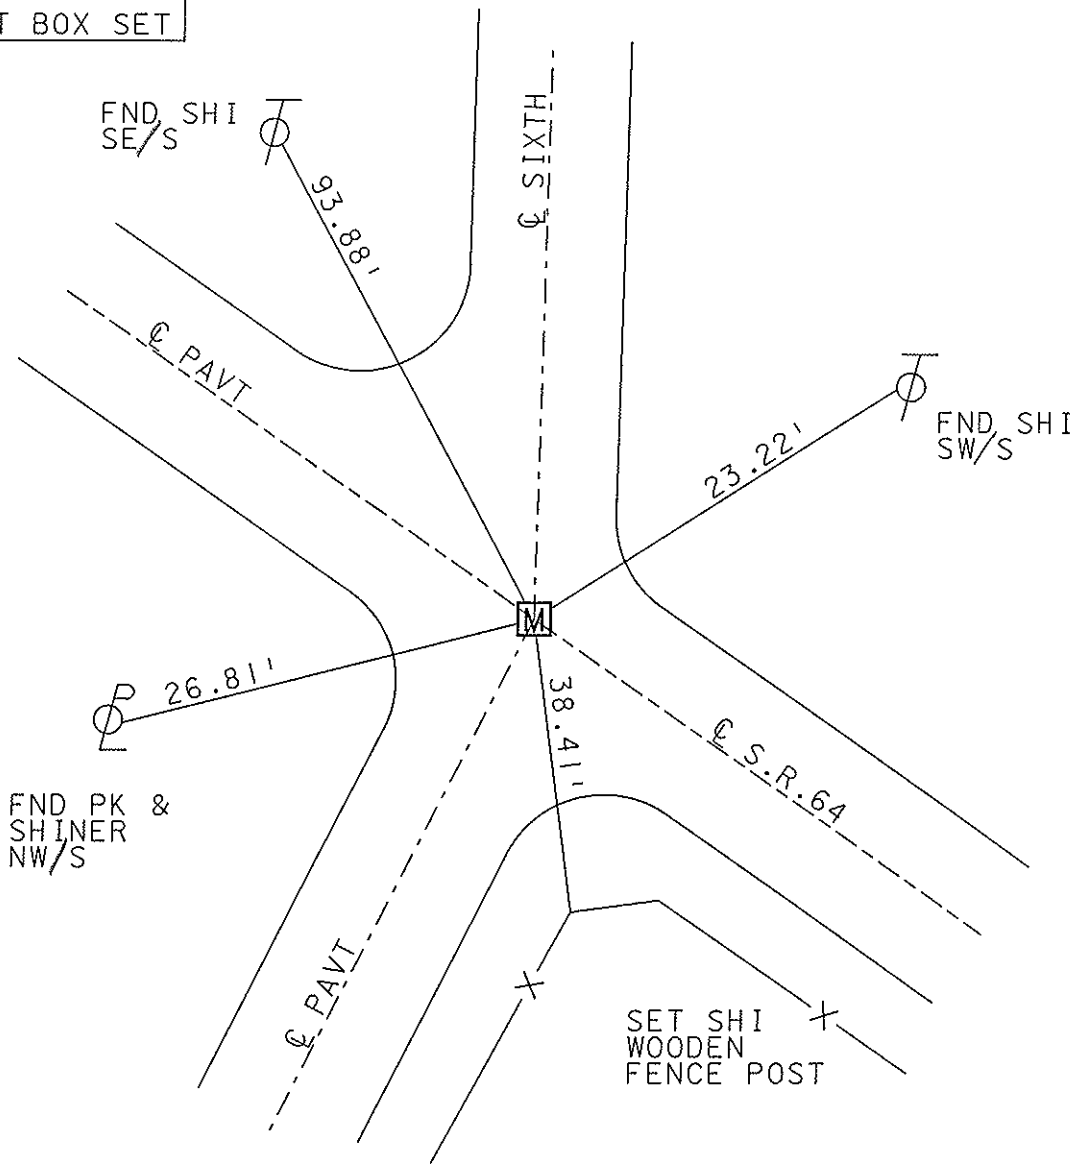 T BOX SET
FND SHI
SE/S
℄ SIXTH
93.88'
℄ PAVT
FND SHI
SW/S
23.22'
M
26.81'
38.41'
℄ S.R.64
FND PK &
SHINER
NW/S
℄ PAVT
SET SHI
WOODEN
FENCE POST